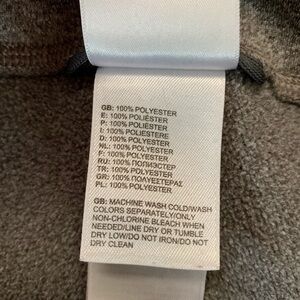 GB: 100% POLYESTER
E: 100% POLIÉSTER
P: 100% POLIÉSTER
I: 100% POLIESTERE
D: 100% POLYESTER
NL: 100% POLYESTER
F: 100% POLYESTER
RU: 100% ПОЛИЭСТЕР
TR: 100% POLYESTER
GR: 100% ΠΟΛΥΕΣΤΕΡΑΣ
PL: 100% POLYESTER
GB: MACHINE WASH COLD/WASH
COLORS SEPARATELY/ONLY
NON-CHLORINE BLEACH WHEN
NEEDED/LINE DRY OR TUMBLE
DRY LOW/DO NOT IRON/DO NOT
DRY CLEAN